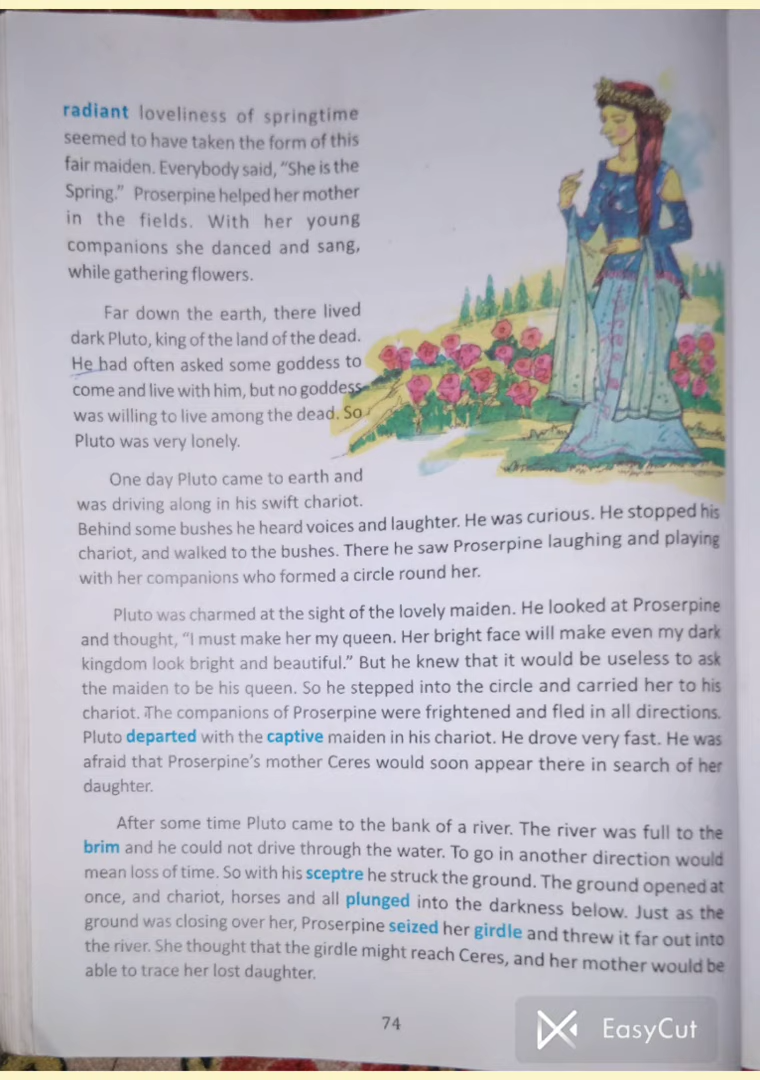 radiant loveliness of springtime
seemed to have taken the form of this
fair maiden. Everybody said, “She is the
Spring.” Proserpine helped her mother
in the fields. With her young
companions she danced and sang,
while gathering flowers.
Far down the earth, there lived
dark Pluto, king of the land of the dead.
He had often asked some goddess to
come and live with him, but no goddess
was willing to live among the dead. So
Pluto was very lonely.
One day Pluto came to earth and
was driving along in his swift chariot.
Behind some bushes he heard voices and laughter. He was curious. He stopped his
chariot, and walked to the bushes. There he saw Proserpine laughing and playing
with her companions who formed a circle round her.
Pluto was charmed at the sight of the lovely maiden. He looked at Proserpine
and thought, “I must make her my queen. Her bright face will make even my dark
kingdom look bright and beautiful.” But he knew that it would be useless to ask
the maiden to be his queen. So he stepped into the circle and carried her to his
chariot. The companions of Proserpine were frightened and fled in all directions.
Pluto departed with the captive maiden in his chariot. He drove very fast. He was
afraid that Proserpine’s mother Ceres would soon appear there in search of her
daughter.
After some time Pluto came to the bank of a river. The river was full to the
brim and he could not drive through the water. To go in another direction would
mean loss of time. So with his sceptre he struck the ground. The ground opened at
once, and chariot, horses and all plunged into the darkness below. Just as the
ground was closing over her, Proserpine seized her girdle and threw it far out into
the river. She thought that the girdle might reach Ceres, and her mother would be
able to trace her lost daughter.
74
EasyCut